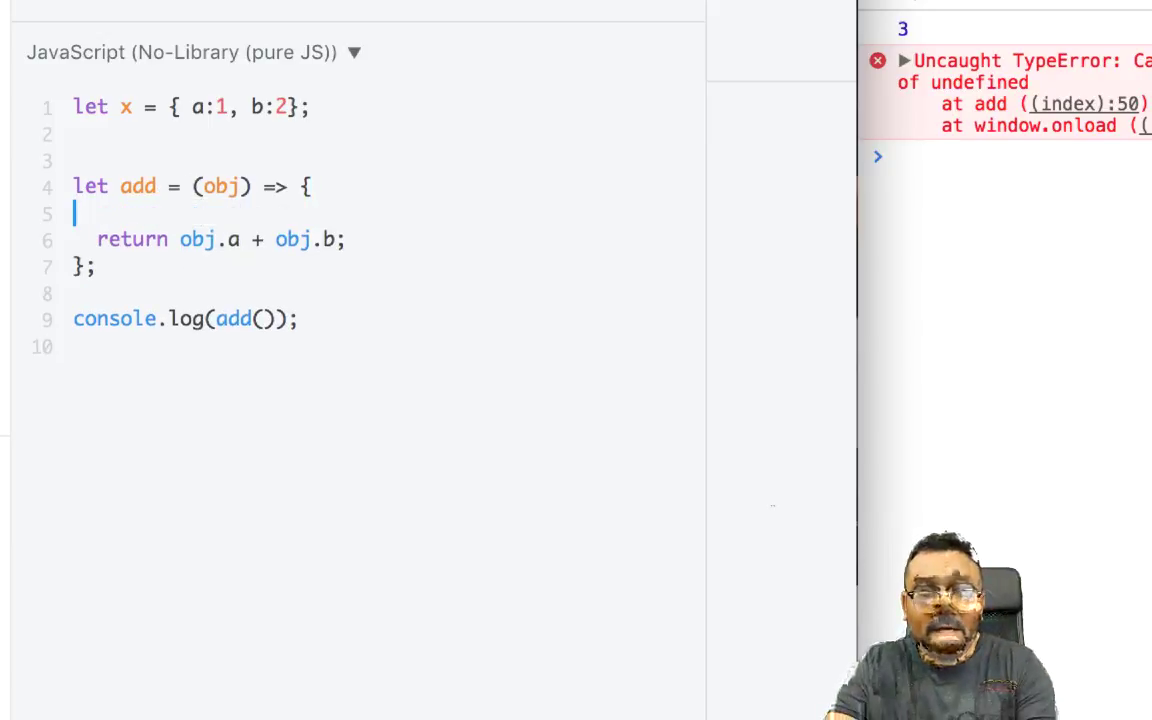 JavaScript (No-Library (pure JS)) ▼
1 let x = { a:1, b:2};
2
3
4 let add = (obj) => {
5
6 return obj.a + obj.b;
7 };
8
9 console.log(add());
10
3
▶Uncaught TypeError: Ca
of undefined
at add ((index):50)
at window.onload ((
>